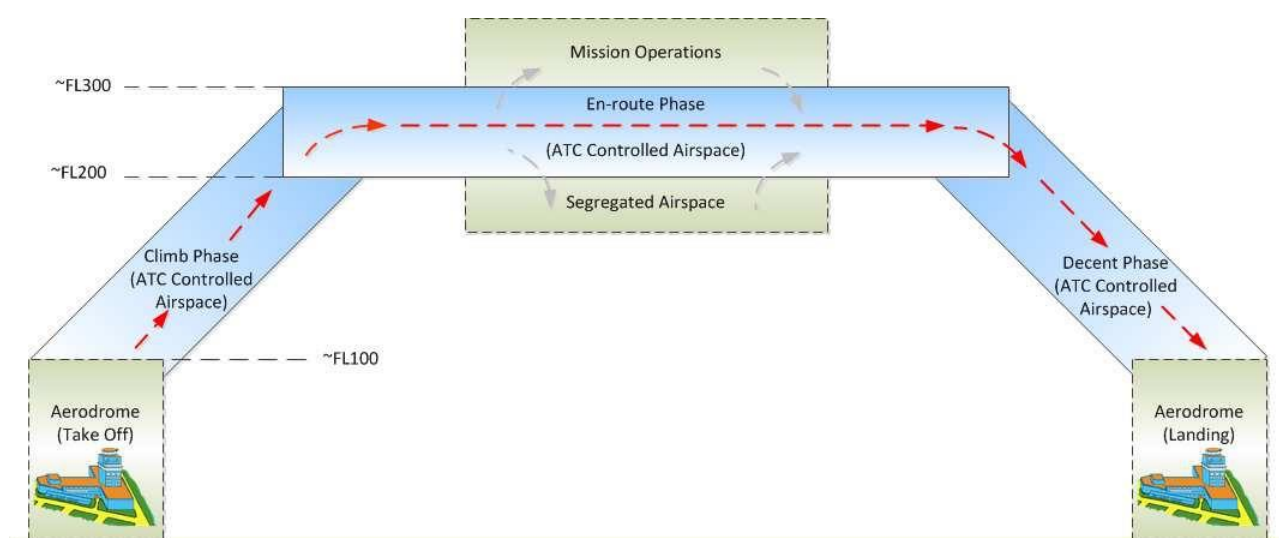 Mission Operations
~FL300
En-route Phase
(ATC Controlled Airspace)
~FL200
Segregated Airspace
Climb Phase
(ATC Controlled
Airspace)
Decent Phase
(ATC Controlled
Airspace)
~FL100
Aerodrome
(Take Off)
Aerodrome
(Landing)